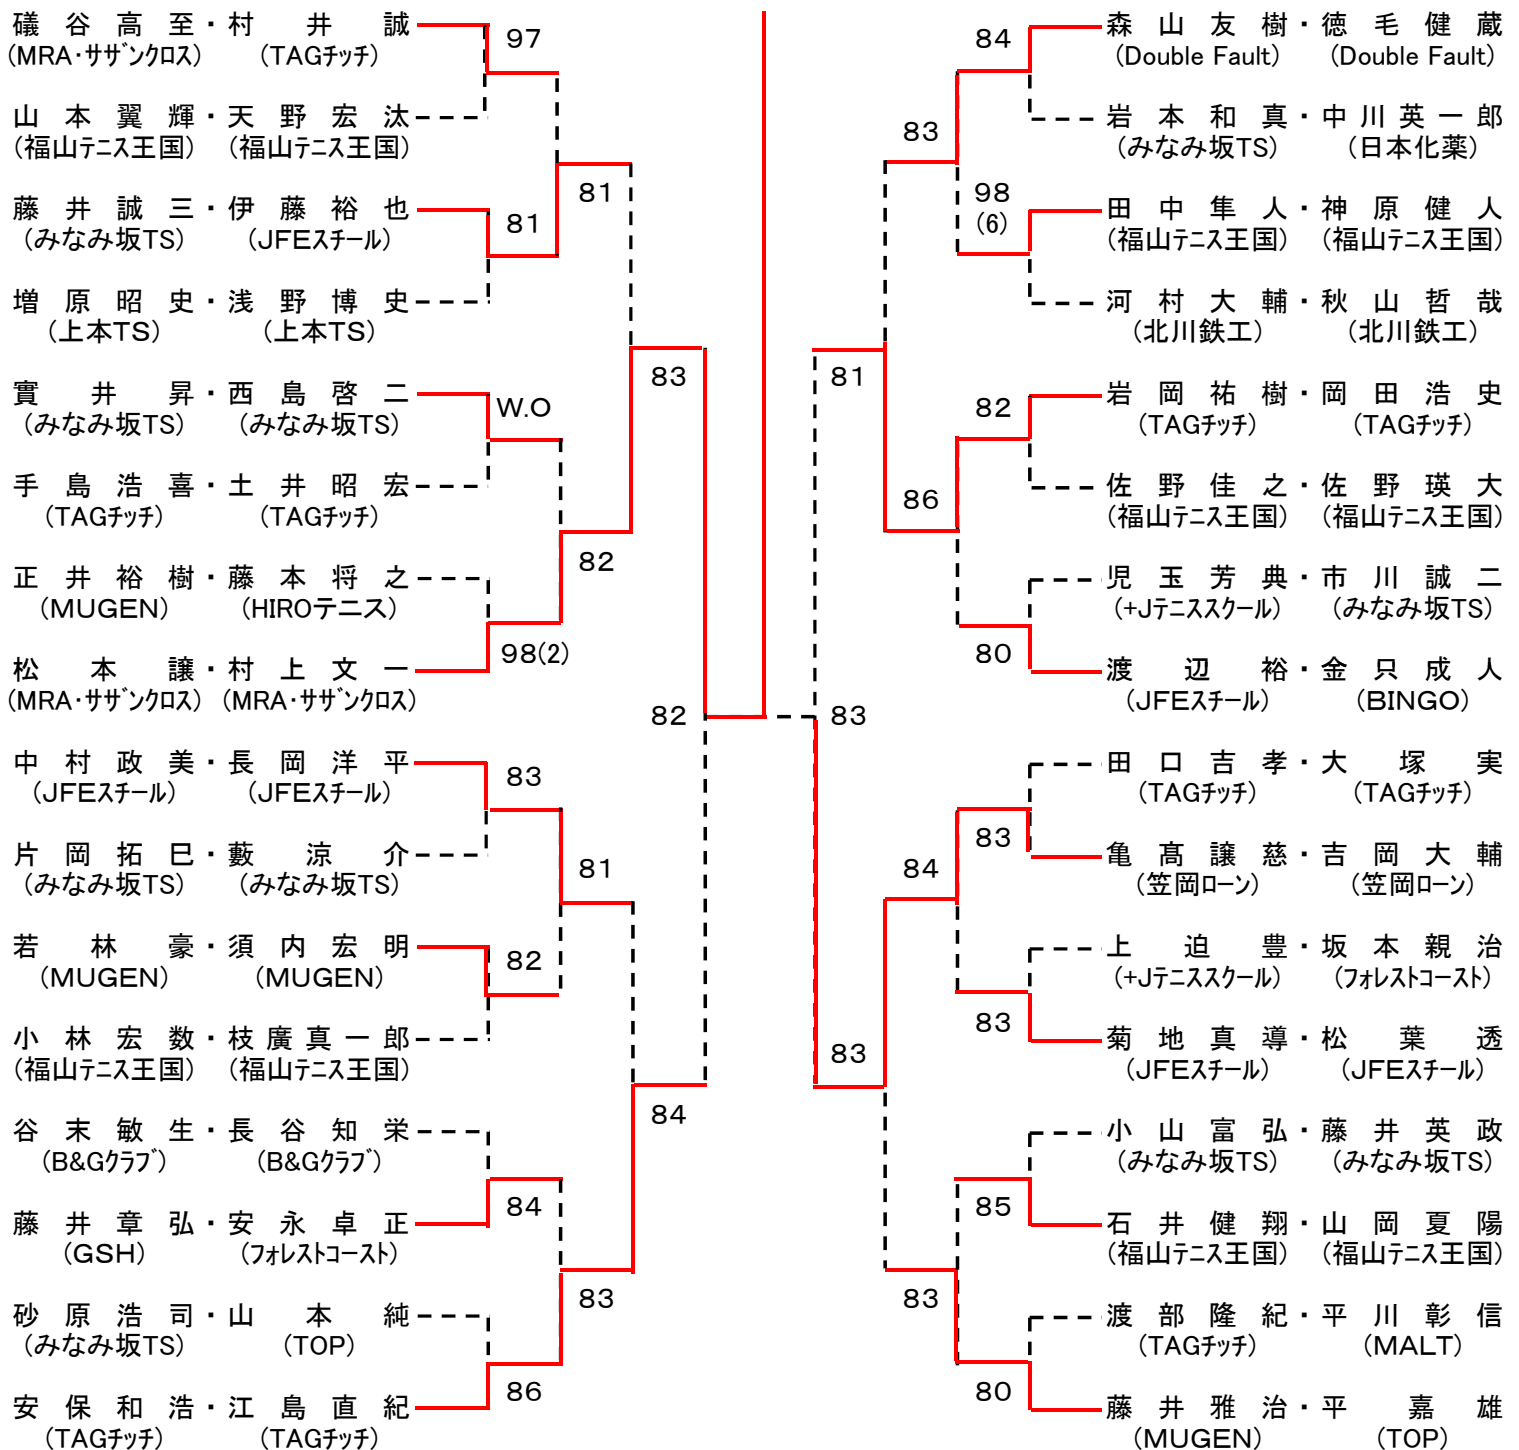 礒谷高至・村井誠
(MRA・サザンクロス) (TAGチッチ)
97
山本翼輝・天野宏汰
(福山テニス王国) (福山テニス王国)
81
藤井誠三・伊藤裕也
(みなみ坂TS) (JFEスチール)
81
増原昭史・浅野博史
(上本TS) (上本TS)
83
實井昇・西島啓二
(みなみ坂TS) (みなみ坂TS)
W.O
手島浩喜・土井昭宏
(TAGチッチ) (TAGチッチ)
82
正井裕樹・藤本将之
(MUGEN) (HIROテニス)
98(2)
松本譲・村上文一
(MRA・サザンクロス) (MRA・サザンクロス)
82
中村政美・長岡洋平
(JFEスチール) (JFEスチール)
83
片岡拓巳・藪涼介
(みなみ坂TS) (みなみ坂TS)
81
若林豪・須内宏明
(MUGEN) (MUGEN)
82
小林宏数・枝廣真一郎
(福山テニス王国) (福山テニス王国)
84
谷末敏生・長谷知栄
(B&Gクラブ) (B&Gクラブ)
84
藤井章弘・安永卓正
(GSH) (フォレストコースト)
83
砂原浩司・山本純
(みなみ坂TS) (TOP)
86
安保和浩・江島直紀
(TAGチッチ) (TAGチッチ)
森山友樹・徳毛健蔵
(Double Fault) (Double Fault)
84
岩本和真・中川英一郎
(みなみ坂TS) (日本化薬)
83
田中隼人・神原健人
(福山テニス王国) (福山テニス王国)
98
(6)
河村大輔・秋山哲哉
(北川鉄工) (北川鉄工)
81
岩岡祐樹・岡田浩史
(TAGチッチ) (TAGチッチ)
82
佐野佳之・佐野瑛大
(福山テニス王国) (福山テニス王国)
86
児玉芳典・市川誠二
(+Jテニススクール) (みなみ坂TS)
80
渡辺裕・金只成人
(JFEスチール) (BINGO)
83
田口吉孝・大塚実
(TAGチッチ) (TAGチッチ)
83
亀髙譲慈・吉岡大輔
(笠岡ローン) (笠岡ローン)
84
上迫豊・坂本親治
(+Jテニススクール) (フォレストコースト)
83
菊地真導・松葉透
(JFEスチール) (JFEスチール)
83
小山富弘・藤井英政
(みなみ坂TS) (みなみ坂TS)
85
石井健翔・山岡夏陽
(福山テニス王国) (福山テニス王国)
83
渡部隆紀・平川彰信
(TAGチッチ) (MALT)
80
藤井雅治・平嘉雄
(MUGEN) (TOP)